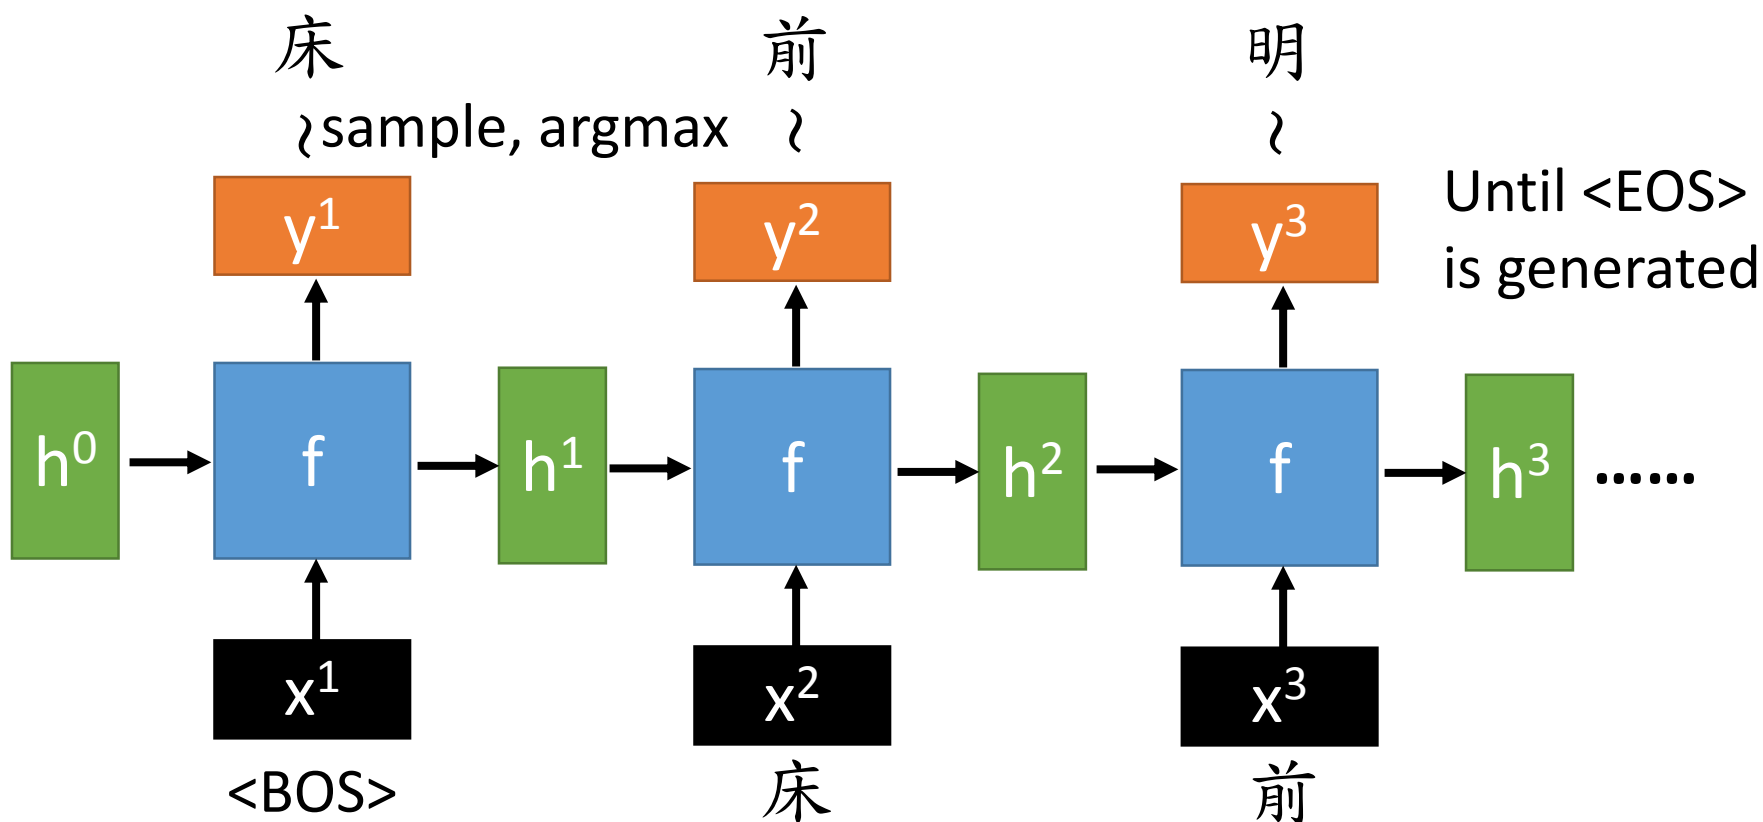 床 前 明
~ sample, argmax ~ ~
y¹ y² y³ Until <EOS>
is generated
h⁰ f h¹ f h² f h³ ......
x¹ x² x³
<BOS> 床 前